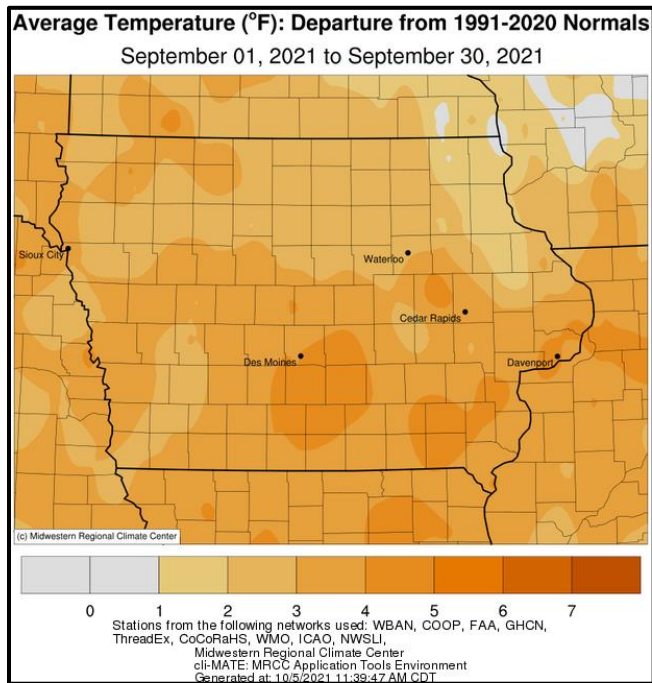 Average Temperature (°F): Departure from 1991-2020 Normals
September 01, 2021 to September 30, 2021
Sioux City
Waterloo
Cedar Rapids
Des Moines
Davenport
(c) Midwestern Regional Climate Center
0 1 2 3 4 5 6 7
Stations from the following networks used: WBAN, COOP, FAA, GHCN,
ThreadEx, CoCoRaHS, WMO, ICAO, NWSLI,
Midwestern Regional Climate Center
cli-MATE: MRCC Application Tools Environment
Generated at: 10/5/2021 11:39:47 AM CDT